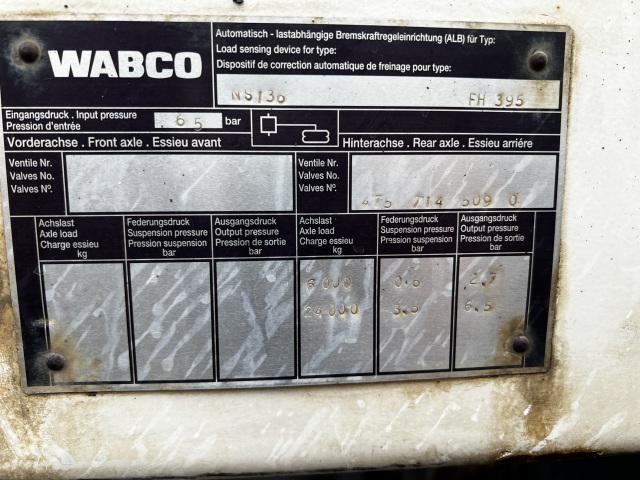 WABCO
Automatisch - lastabhängige Bremskraftregeleinrichtung (ALB) für Typ:
Load sensing device for type:
Dispositif de correction automatique de freinage pour type:
NS136 FH 395
Eingangsdruck . Input pressure
Pression d'entrée
6 5 bar
Vorderachse . Front axle . Essieu avant
Hinterachse . Rear axle . Essieu arriére
Ventile Nr.
Valves No.
Valves Nº.
Ventile Nr.
Valves No.
Valves Nº.
475 714 509 0
Achslast
Axle load
Charge essieu
kg
Federungsdruck
Suspension pressure
Pression suspension
bar
Ausgangsdruck
Output pressure
Pression de sortie
bar
Achslast
Axle load
Charge essieu
kg
Federungsdruck
Suspension pressure
Pression suspension
bar
Ausgangsdruck
Output pressure
Pression de sortie
bar
24000 6.5